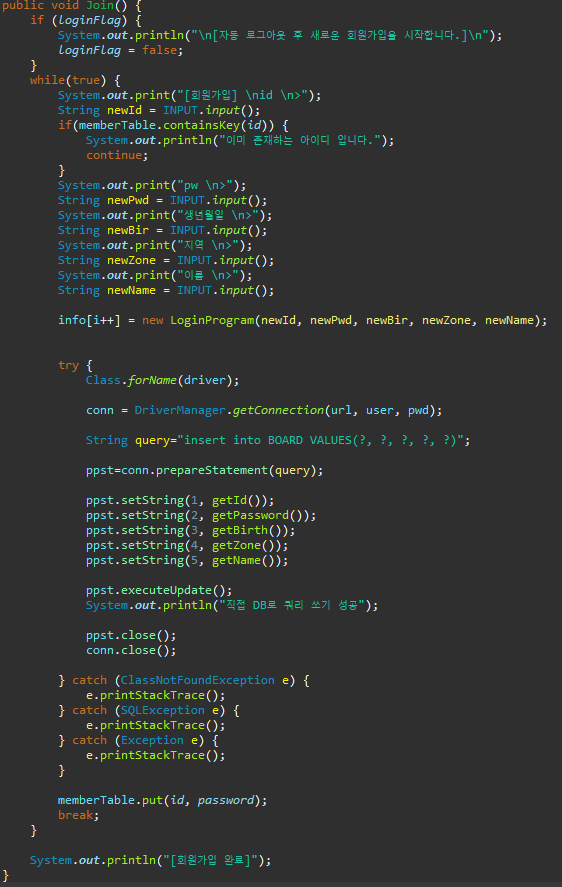 public void Join() {
if (loginFlag) {
System.out.println("\n[자동 로그아웃 후 새로운 회원가입을 시작합니다.]\n");
loginFlag = false;
}
while(true) {
System.out.print("[회원가입] \nid \n>");
String newId = INPUT.input();
if(memberTable.containsKey(id)) {
System.out.println("이미 존재하는 아이디 입니다.");
continue;
}
System.out.print("pw \n>");
String newPwd = INPUT.input();
System.out.print("생년월일 \n>");
String newBir = INPUT.input();
System.out.print("지역 \n>");
String newZone = INPUT.input();
System.out.print("이름 \n>");
String newName = INPUT.input();
info[i++] = new LoginProgram(newId, newPwd, newBir, newZone, newName);
try {
Class.forName(driver);
conn = DriverManager.getConnection(url, user, pwd);
String query="insert into BOARD VALUES(?, ?, ?, ?, ?)";
ppst=conn.prepareStatement(query);
ppst.setString(1, getId());
ppst.setString(2, getPassword());
ppst.setString(3, getBirth());
ppst.setString(4, getZone());
ppst.setString(5, getName());
ppst.executeUpdate();
System.out.println("직접 DB로 쿼리 쏘기 성공");
ppst.close();
conn.close();
} catch (ClassNotFoundException e) {
e.printStackTrace();
} catch (SQLException e) {
e.printStackTrace();
} catch (Exception e) {
e.printStackTrace();
}
memberTable.put(id, password);
break;
}
System.out.println("[회원가입 완료]");
}